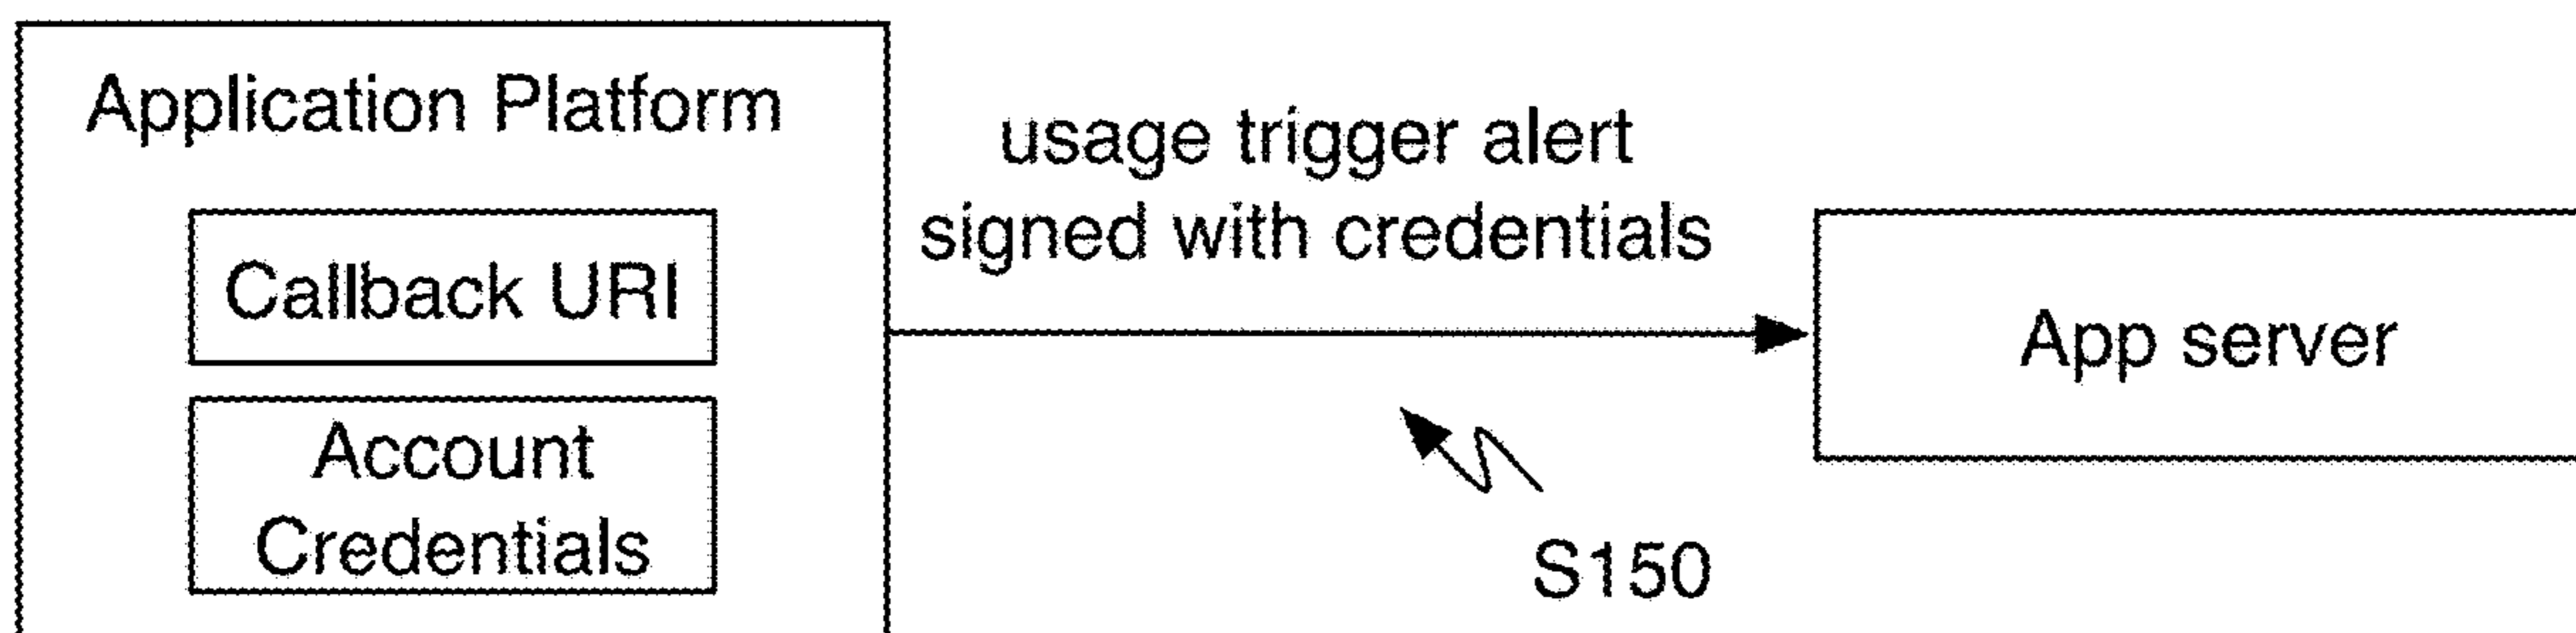 Application Platform
Callback URI
Account
Credentials
usage trigger alert
signed with credentials
S150
App server